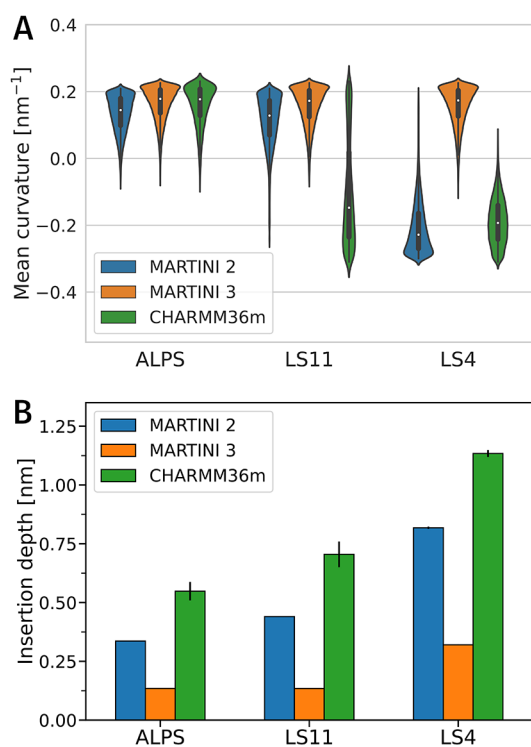 A
Mean curvature [nm⁻¹]
0.4
0.2
0.0
−0.2
−0.4
MARTINI 2
MARTINI 3
CHARMM36m
ALPS LS11 LS4
B
Insertion depth [nm]
1.25
1.00
0.75
0.50
0.25
0.00
MARTINI 2
MARTINI 3
CHARMM36m
ALPS LS11 LS4